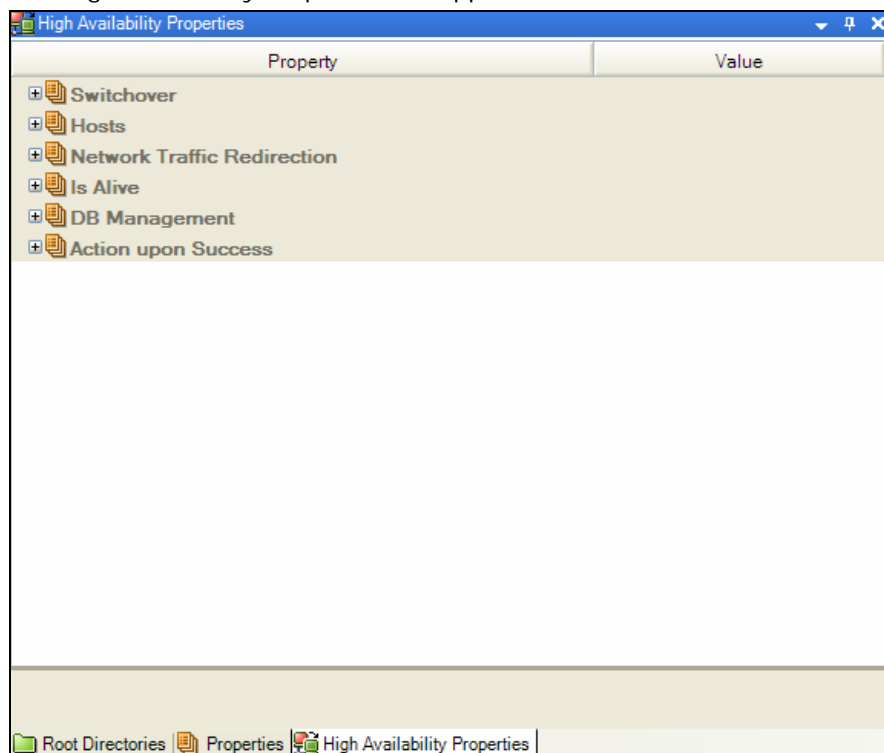 High Availability Properties
Property Value
Switchover
Hosts
Network Traffic Redirection
Is Alive
DB Management
Action upon Success
Root Directories Properties High Availability Properties